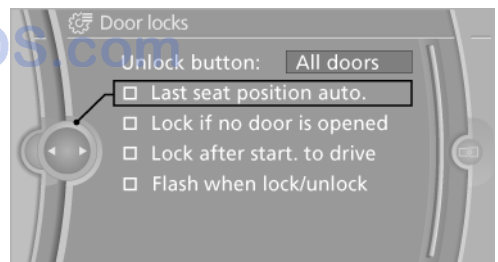 Door locks
Unlock button: All doors
Last seat position auto.
Lock if no door is opened
Lock after start. to drive
Flash when lock/unlock